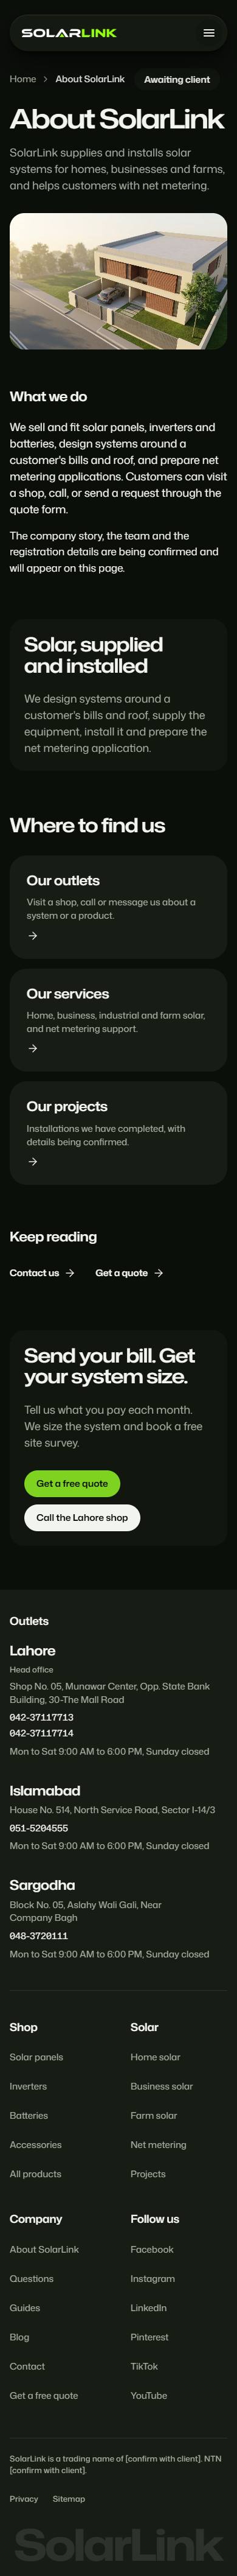 SOLARLINK
Home > About SolarLink Awaiting client
About SolarLink
SolarLink supplies and installs solar
systems for homes, businesses and farms,
and helps customers with net metering.
What we do
We sell and fit solar panels, inverters and
batteries, design systems around a
customer's bills and roof, and prepare net
metering applications. Customers can visit
a shop, call, or send a request through the
quote form.
The company story, the team and the
registration details are being confirmed and
will appear on this page.
Solar, supplied
and installed
We design systems around a
customer's bills and roof, supply the
equipment, install it and prepare the
net metering application.
Where to find us
Our outlets
Visit a shop, call or message us about a
system or a product.
→
Our services
Home, business, industrial and farm solar,
and net metering support.
→
Our projects
Installations we have completed, with
details being confirmed.
→
Keep reading
Contact us → Get a quote →
Send your bill. Get
your system size.
Tell us what you pay each month.
We size the system and book a free
site survey.
Get a free quote
Call the Lahore shop
Outlets
Lahore
Head office
Shop No. 05, Munawar Center, Opp. State Bank
Building, 30-The Mall Road
042-37117713
042-37117714
Mon to Sat 9:00 AM to 6:00 PM, Sunday closed
Islamabad
House No. 514, North Service Road, Sector I-14/3
051-5204555
Mon to Sat 9:00 AM to 6:00 PM, Sunday closed
Sargodha
Block No. 05, Aslahy Wali Gali, Near
Company Bagh
048-3720111
Mon to Sat 9:00 AM to 6:00 PM, Sunday closed
Shop Solar
Solar panels Home solar
Inverters Business solar
Batteries Farm solar
Accessories Net metering
All products Projects
Company Follow us
About SolarLink Facebook
Questions Instagram
Guides LinkedIn
Blog Pinterest
Contact TikTok
Get a free quote YouTube
SolarLink is a trading name of [confirm with client]. NTN
[confirm with client].
Privacy Sitemap
SolarLink